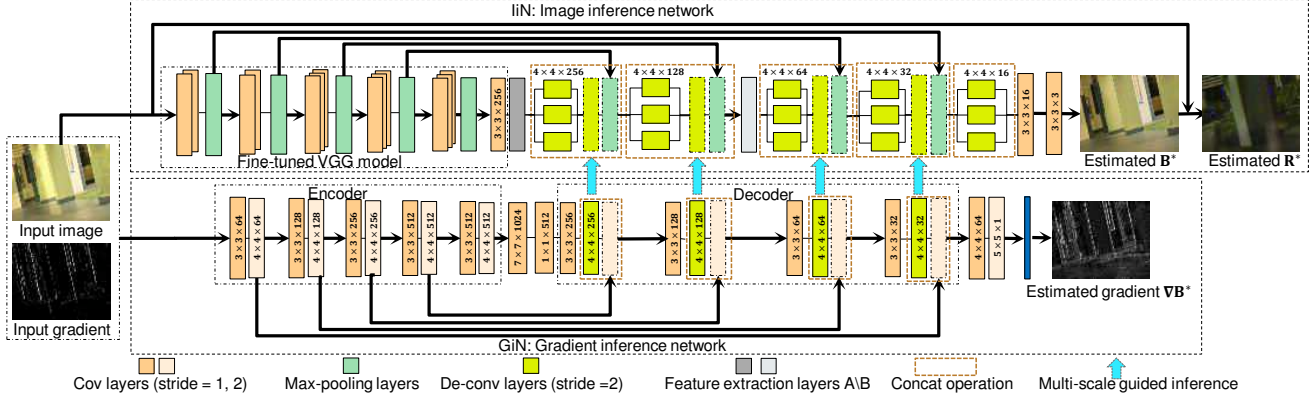 IiN: Image inference network
4 × 4 × 256
4 × 4 × 128
4 × 4 × 64
4 × 4 × 32
4 × 4 × 16
3 × 3 × 256
3 × 3 × 16
3 × 3 × 3
Fine-tuned VGG model
Estimated B*
Estimated R*
Input image
Input gradient
Encoder
Decoder
3 × 3 × 64
4 × 4 × 64
3 × 3 × 128
4 × 4 × 128
3 × 3 × 256
4 × 4 × 256
3 × 3 × 512
4 × 4 × 512
3 × 3 × 512
4 × 4 × 512
7 × 7 × 1024
1 × 1 × 512
3 × 3 × 256
4 × 4 × 256
3 × 3 × 128
4 × 4 × 128
3 × 3 × 64
4 × 4 × 64
3 × 3 × 32
4 × 4 × 32
4 × 4 × 64
5 × 5 × 1
Estimated gradient ∇B*
GiN: Gradient inference network
Cov layers (stride = 1, 2)
Max-pooling layers
De-conv layers (stride =2)
Feature extraction layers A\B
Concat operation
Multi-scale guided inference